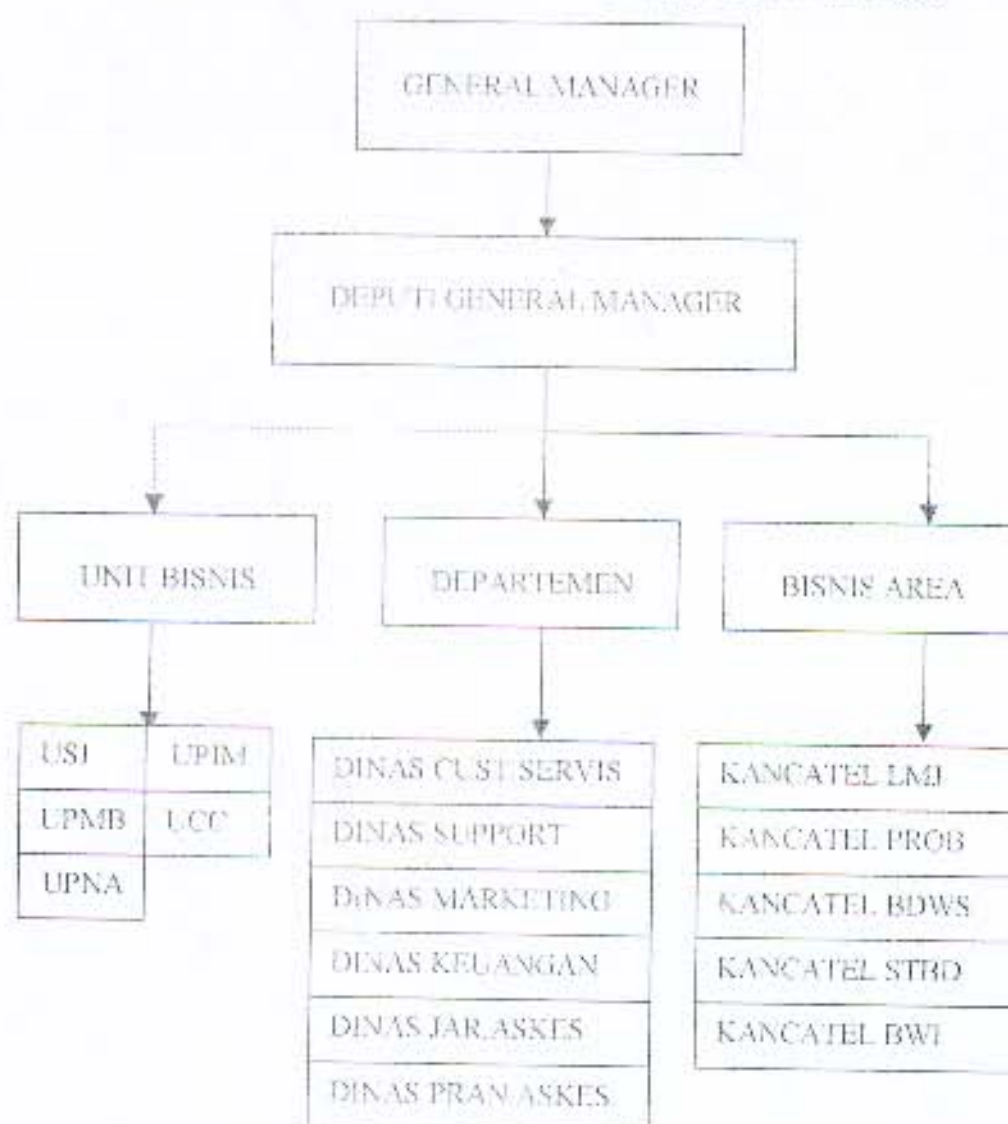 GENERAL MANAGER
DEPUTI GENERAL MANAGER
UNIT BISNIS
DEPARTEMEN
BISNIS AREA
USI
UPIM
UPMB
UCC
UPNA
DINAS CUST.SERVIS
DINAS SUPPORT
DINAS MARKETING
DINAS KEUANGAN
DINAS JAR.ASKES
DINAS PRAN.ASKES
KANCATEL LMJ
KANCATEL PROB
KANCATEL BDWS
KANCATEL STBD
KANCATEL BWI